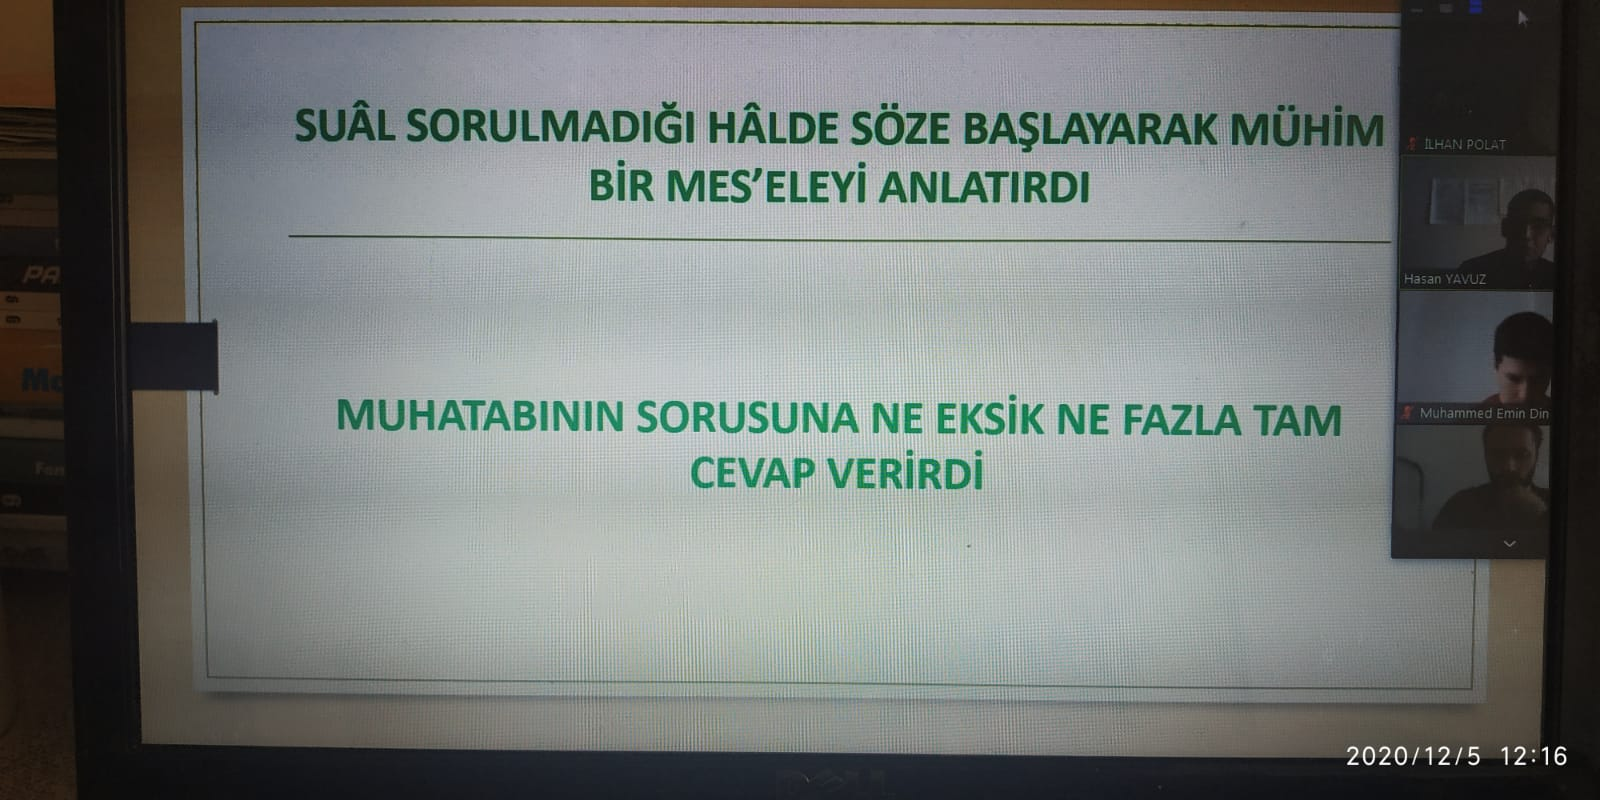 SUÂL SORULMADIĞI HÂLDE SÖZE BAŞLAYARAK MÜHİM
BİR MES'ELEYİ ANLATIRDI
MUHATABININ SORUSUNA NE EKSİK NE FAZLA TAM
CEVAP VERİRDİ
İLHAN POLAT
Hasan YAVUZ
Muhammed Emin Din
DELL
2020/12/5 12:16